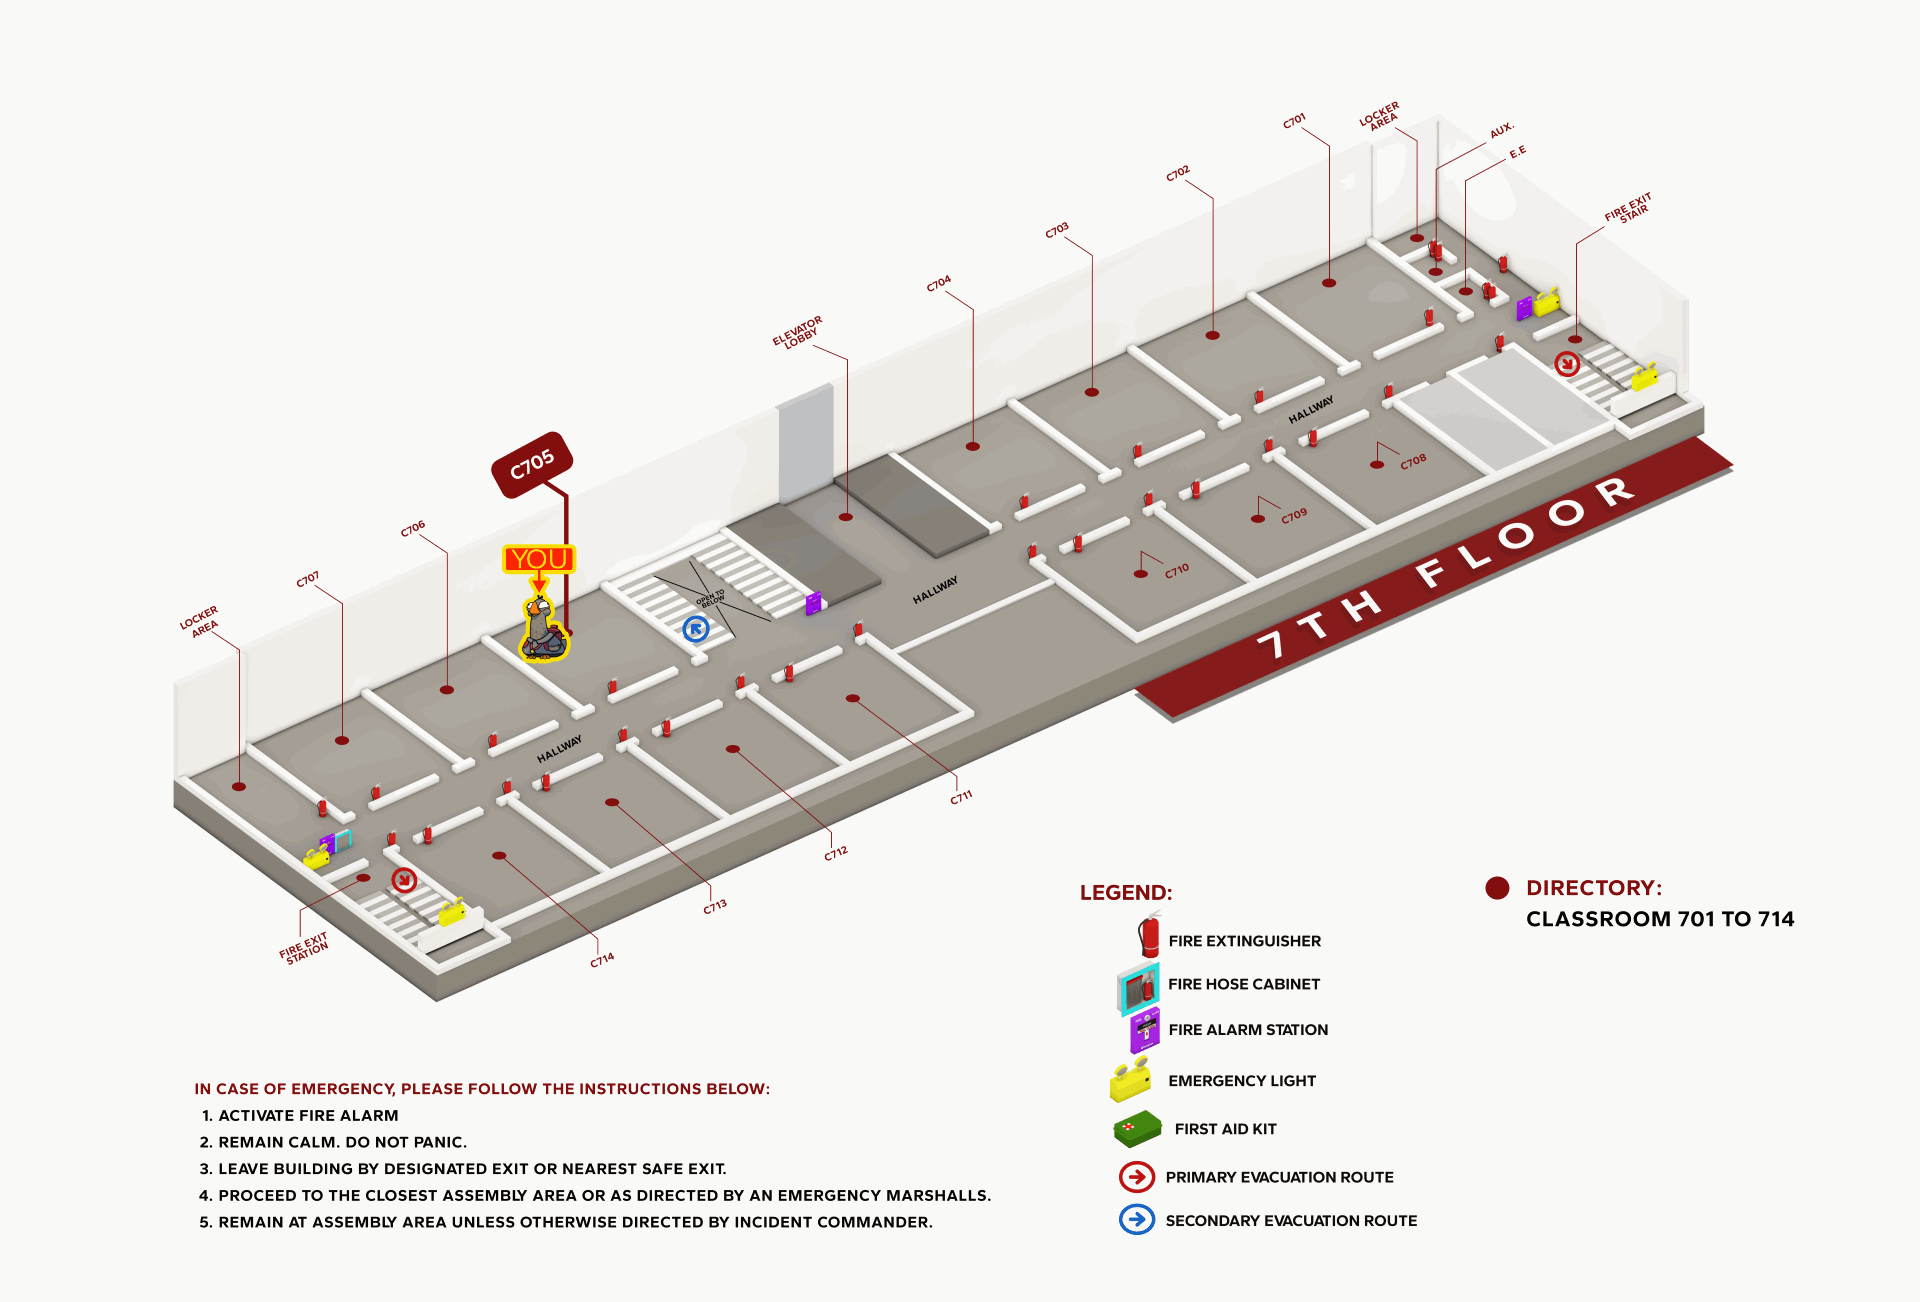 C701
LOCKER
AREA
AUX.
E.E
C702
FIRE EXIT
STAIR
C703
C704
ELEVATOR
LOBBY
C705
C706
YOU
C707
LOCKER
AREA
OPEN TO
BELOW
HALLWAY
HALLWAY
HALLWAY
C708
C709
C710
7TH FLOOR
C711
C712
C713
C714
FIRE EXIT
STATION
LEGEND:
FIRE EXTINGUISHER
FIRE HOSE CABINET
FIRE ALARM STATION
EMERGENCY LIGHT
FIRST AID KIT
PRIMARY EVACUATION ROUTE
SECONDARY EVACUATION ROUTE
DIRECTORY:
CLASSROOM 701 TO 714
IN CASE OF EMERGENCY, PLEASE FOLLOW THE INSTRUCTIONS BELOW:
1. ACTIVATE FIRE ALARM
2. REMAIN CALM. DO NOT PANIC.
3. LEAVE BUILDING BY DESIGNATED EXIT OR NEAREST SAFE EXIT.
4. PROCEED TO THE CLOSEST ASSEMBLY AREA OR AS DIRECTED BY AN EMERGENCY MARSHALLS.
5. REMAIN AT ASSEMBLY AREA UNLESS OTHERWISE DIRECTED BY INCIDENT COMMANDER.